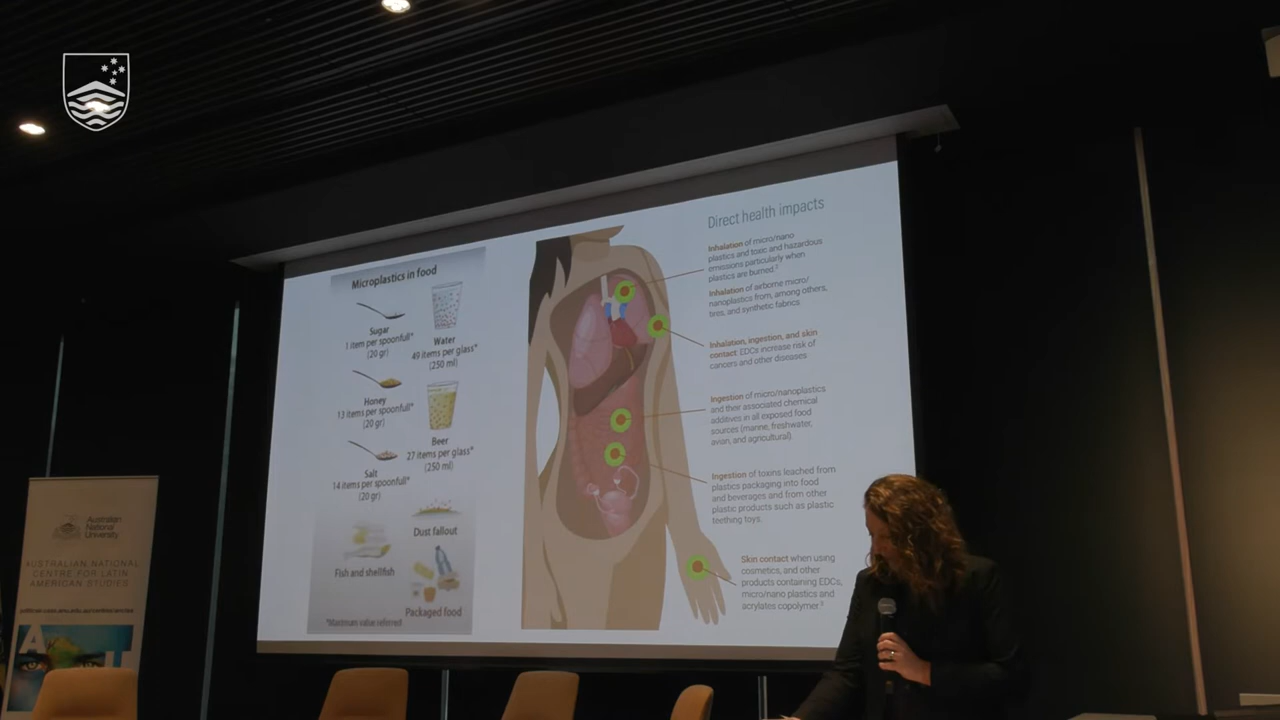 Microplastics in food
Sugar
1 item per spoonfull*
(20 gr)
Water
49 items per glass*
(250 ml)
Honey
13 items per spoonfull*
(20 gr)
Beer
27 items per glass*
(250 ml)
Salt
14 items per spoonfull*
(20 gr)
Dust fallout
Fish and shellfish
Packaged food
*Maximum value referred
Direct health impacts
Inhalation of micro/nano
plastics and toxic and hazardous
emissions particularly when
plastics are burned.
Inhalation of airborne micro/
nanoplastics from, among others,
tires, and synthetic fabrics
Inhalation, ingestion, and skin
contact: EDCs increase risk of
cancers and other diseases
Ingestion of micro/nanoplastics
and their associated chemical
additives in all exposed food
sources (marine, freshwater,
avian, and agricultural)
Ingestion of toxins leached from
plastics packaging into food
and beverages and from other
plastic products such as plastic
teething toys.
Skin contact when using
cosmetics, and other
products containing EDCs,
micro/nano plastics and
acrylates copolymer.
Australian
National
University
AUSTRALIAN NATIONAL
CENTRE FOR LATIN
AMERICAN STUDIES
A
T